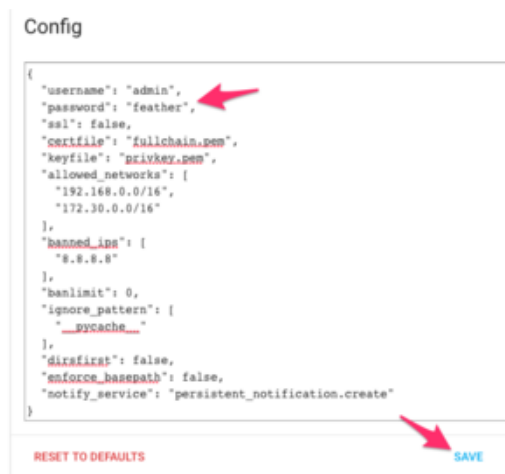 Config
{
"username": "admin",
"password": "feather",
"ssl": false,
"certfile": "fullchain.pem",
"keyfile": "privkey.pem",
"allowed_networks": [
"192.168.0.0/16",
"172.30.0.0/16"
],
"banned_ips": [
"8.8.8.8"
],
"banlimit": 0,
"ignore_pattern": [
"__pycache__"
],
"dirsfirst": false,
"enforce_basepath": false,
"notify_service": "persistent_notification.create"
}
RESET TO DEFAULTS SAVE